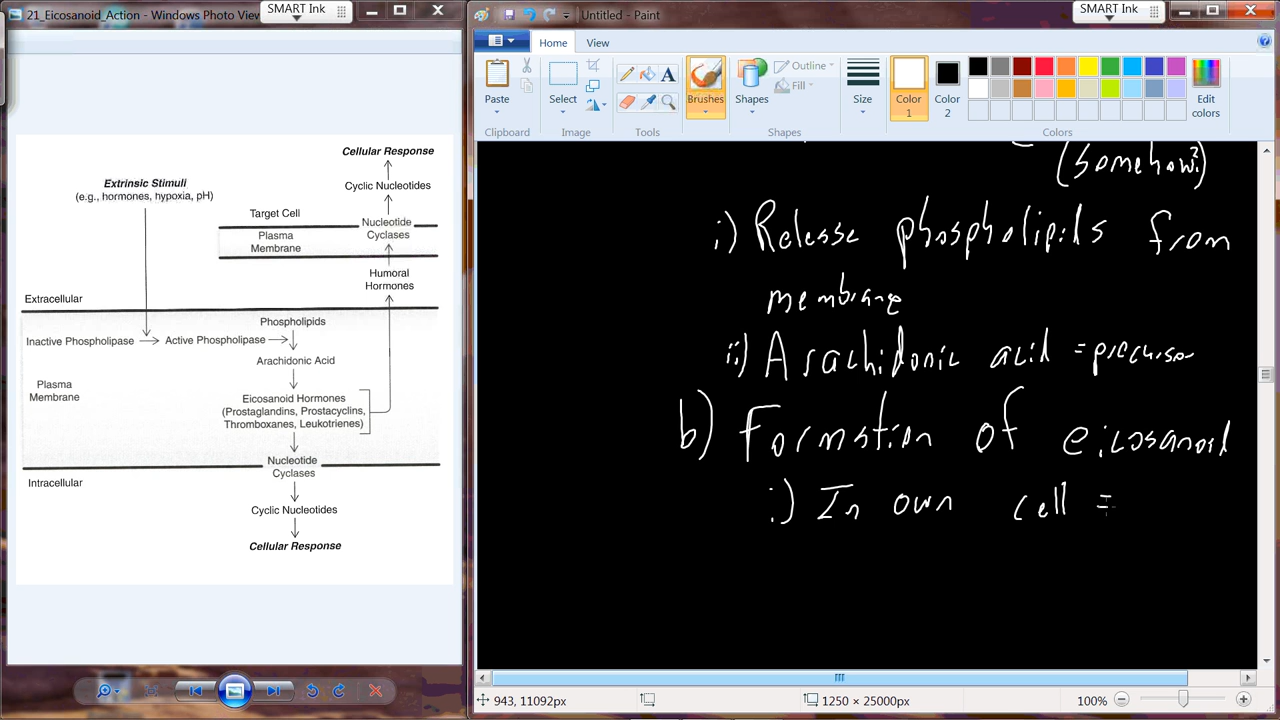 21_Eicosanoid_Action - Windows Photo View
SMART Ink
Extrinsic Stimuli
(e.g., hormones, hypoxia, pH)
Cellular Response
Cyclic Nucleotides
Target Cell
Nucleotide
Cyclases
Plasma
Membrane
Humoral
Hormones
Extracellular
Phospholipids
Inactive Phospholipase
Active Phospholipase
Arachidonic Acid
Plasma
Membrane
Eicosanoid Hormones
(Prostaglandins, Prostacyclins,
Thromboxanes, Leukotrienes)
Nucleotide
Cyclases
Intracellular
Cyclic Nucleotides
Cellular Response
Untitled - Paint
SMART Ink
Home
View
Paste
Clipboard
Select
Image
Tools
Brushes
Shapes
Outline
Fill
Shapes
Size
Color
1
Color
2
Edit
colors
Colors
(somehow?)
i) Release phospholipids from
membrane
ii) Arachidonic acid = precursor
b) Formation of eicosanoid
i) In own cell =
943, 11092px
1250 × 25000px
100%